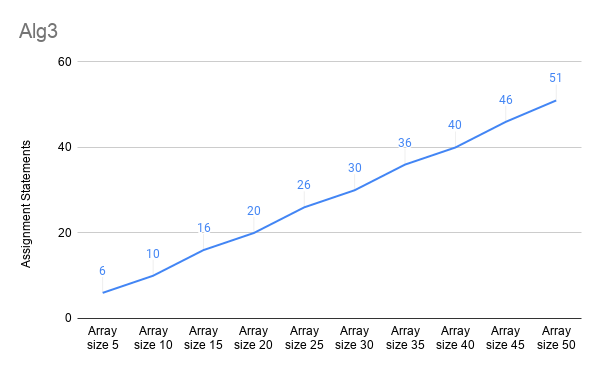 Alg3
Assignment Statements
60
40
20
0
6
10
16
20
26
30
36
40
46
51
Array
size 5
Array
size 10
Array
size 15
Array
size 20
Array
size 25
Array
size 30
Array
size 35
Array
size 40
Array
size 45
Array
size 50